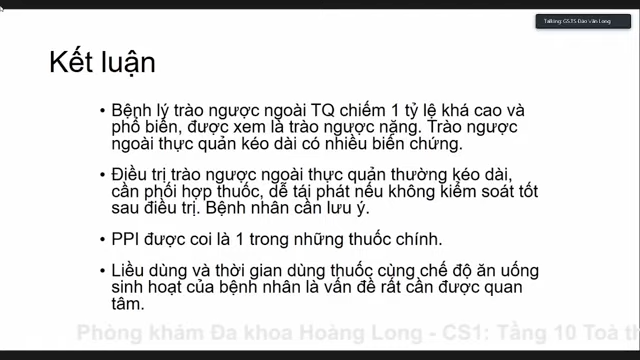 Talking: GS.TS Đào Văn Long
Kết luận
• Bệnh lý trào ngược ngoài TQ chiếm 1 tỷ lệ khá cao và
phổ biến, được xem là trào ngược nặng. Trào ngược
ngoài thực quản kéo dài có nhiều biến chứng.
• Điều trị trào ngược ngoài thực quản thường kéo dài,
cần phối hợp thuốc, dễ tái phát nếu không kiểm soát tốt
sau điều trị. Bệnh nhân cần lưu ý.
• PPI được coi là 1 trong những thuốc chính.
• Liều dùng và thời gian dùng thuốc cùng chế độ ăn uống
sinh hoạt của bệnh nhân là vấn đề rất cần được quan
tâm.
Phòng khám Đa khoa Hoàng Long - CS1: Tầng 10 Toà th